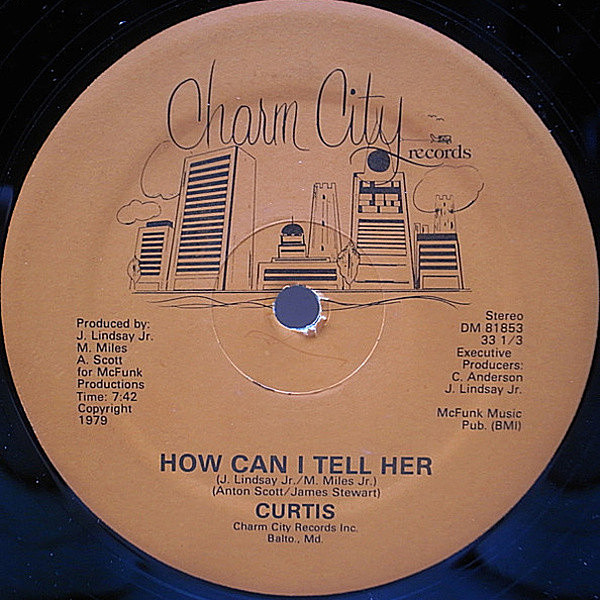 Charm City
records
Produced by:
J. Lindsay Jr.
M. Miles
A. Scott
for McFunk
Productions
Time: 7:42
Copyright
1979
Stereo
DM 81853
33 1/3
Executive
Producers:
C. Anderson
J. Lindsay Jr.
McFunk Music
Pub. (BMI)
HOW CAN I TELL HER
(J. Lindsay Jr./M. Miles Jr.)
(Anton Scott/James Stewart)
CURTIS
Charm City Records Inc.
Balto., Md.